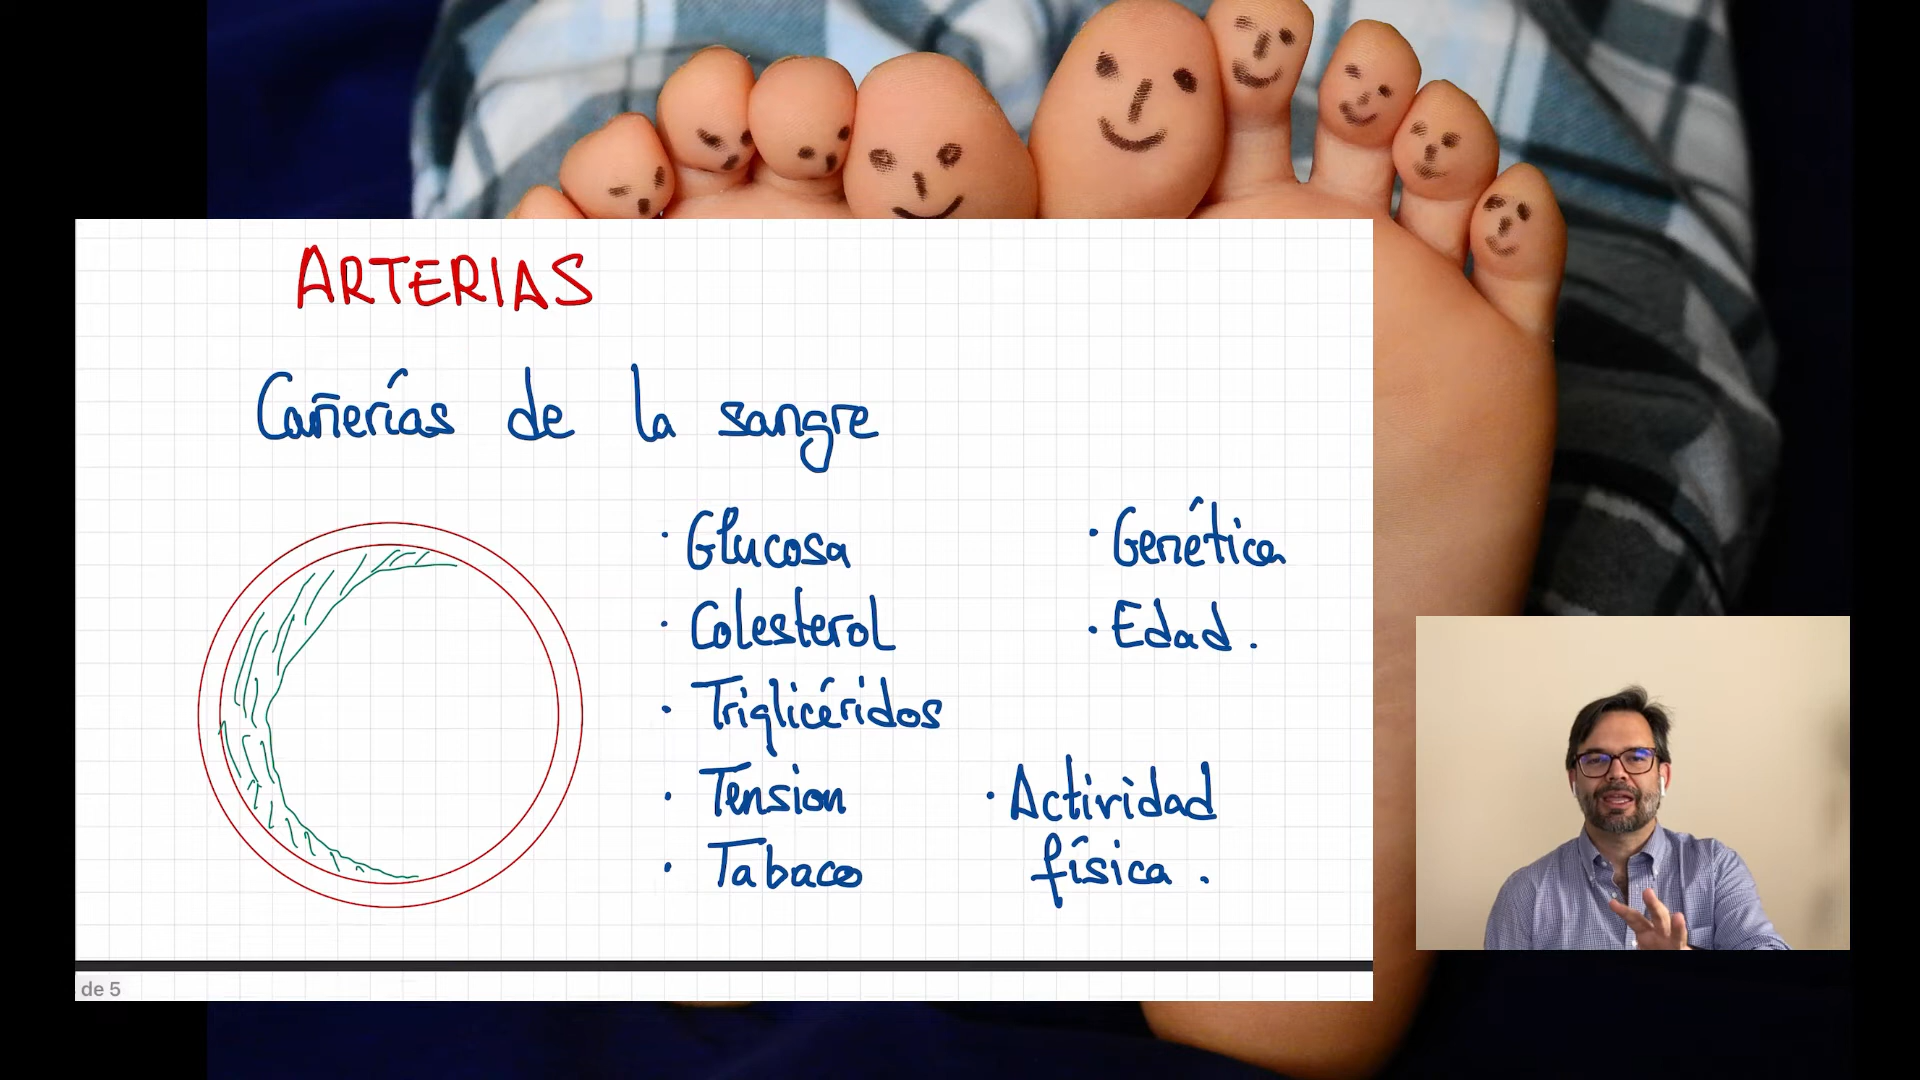 ARTERIAS
Cañerías de la sangre
· Glucosa
· Colesterol
· Triglicéridos
· Tension
· Tabaco
· Genética
· Edad.
· Actividad
física.
de 5